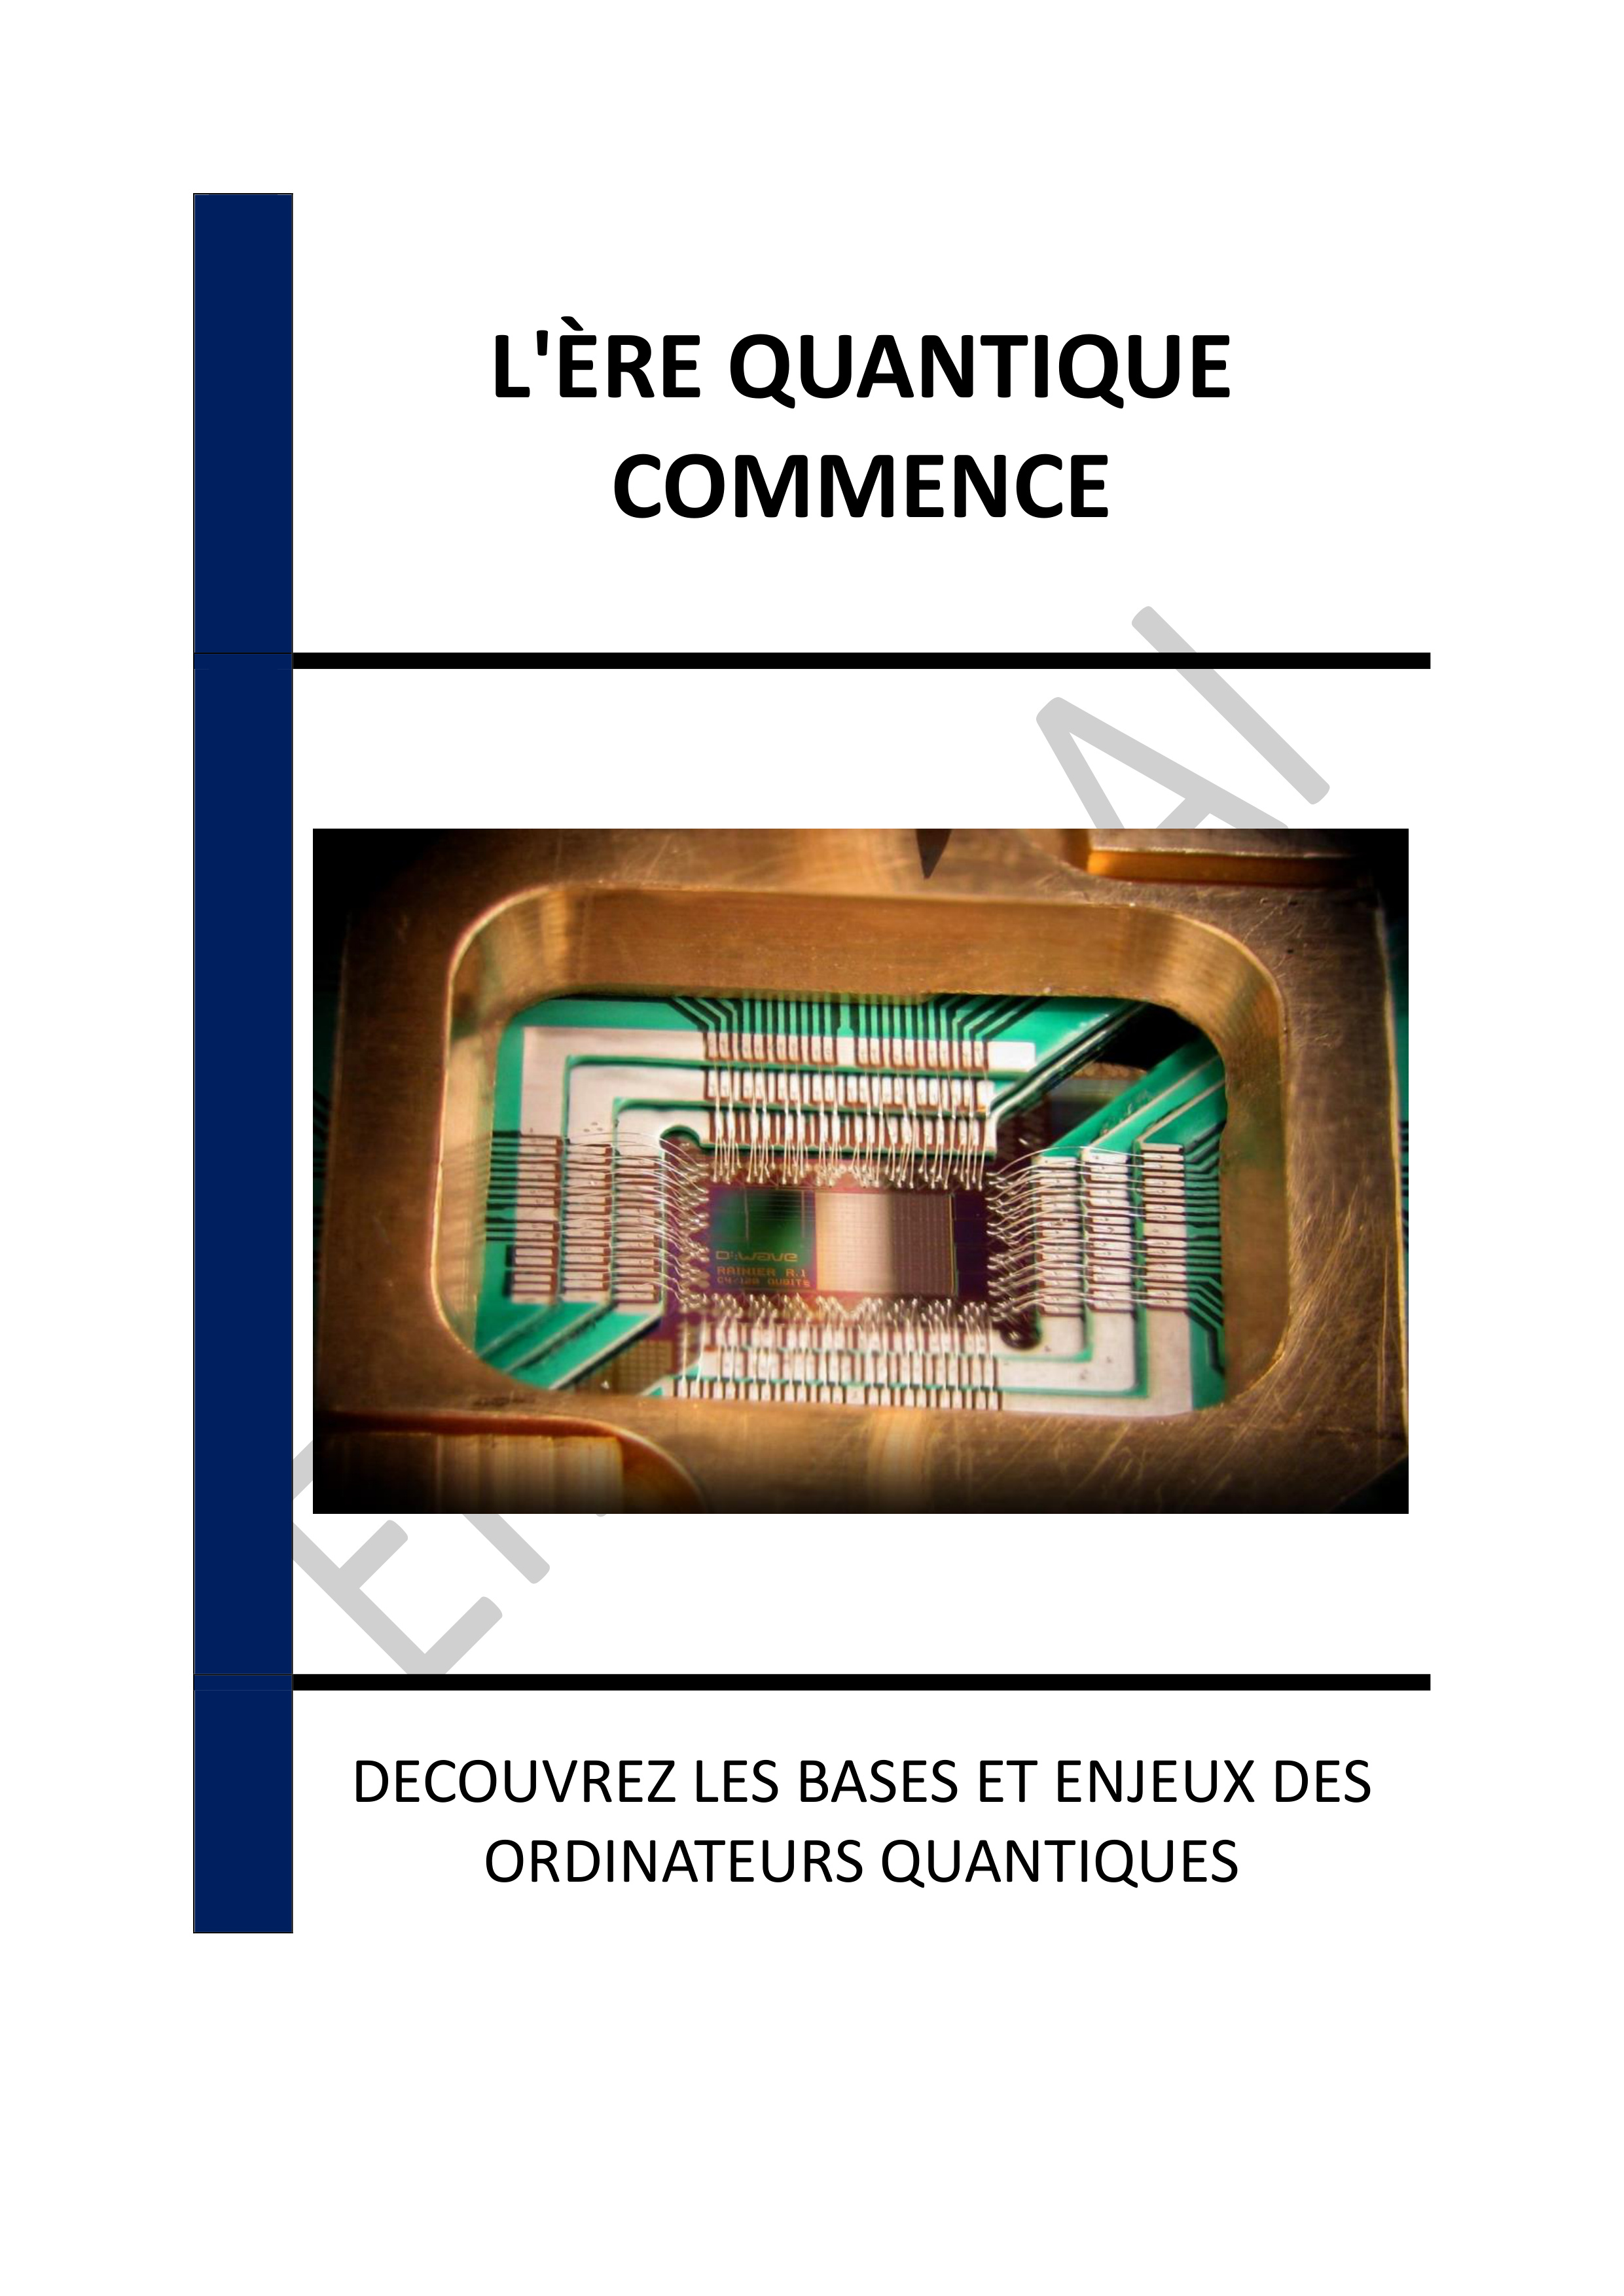 L'ÈRE QUANTIQUE
COMMENCE
D:wave
RAINIER R.1
C4/128 QUBITS
DECOUVREZ LES BASES ET ENJEUX DES
ORDINATEURS QUANTIQUES